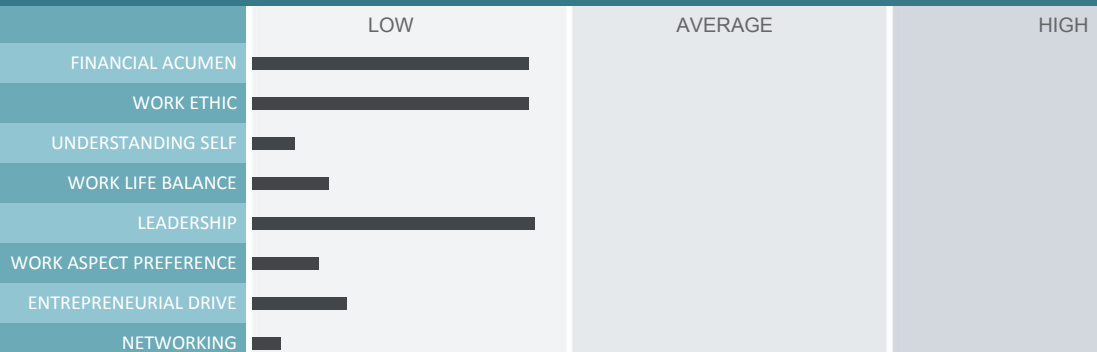 LOW AVERAGE HIGH
FINANCIAL ACUMEN
WORK ETHIC
UNDERSTANDING SELF
WORK LIFE BALANCE
LEADERSHIP
WORK ASPECT PREFERENCE
ENTREPRENEURIAL DRIVE
NETWORKING